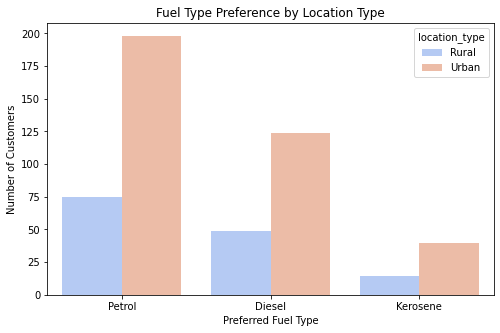 Fuel Type Preference by Location Type
location_type
Rural
Urban
Number of Customers
200
175
150
125
100
75
50
25
0
Petrol Diesel Kerosene
Preferred Fuel Type